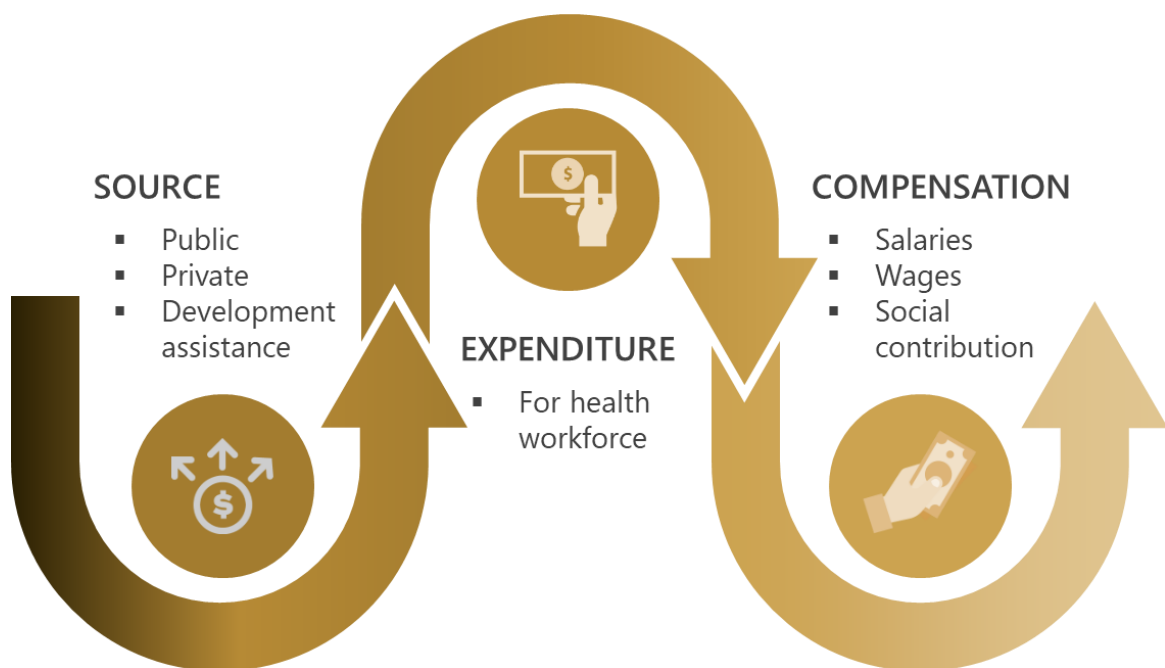 SOURCE
▪ Public
▪ Private
▪ Development
assistance
$
$
EXPENDITURE
▪ For health
workforce
COMPENSATION
▪ Salaries
▪ Wages
▪ Social
contribution